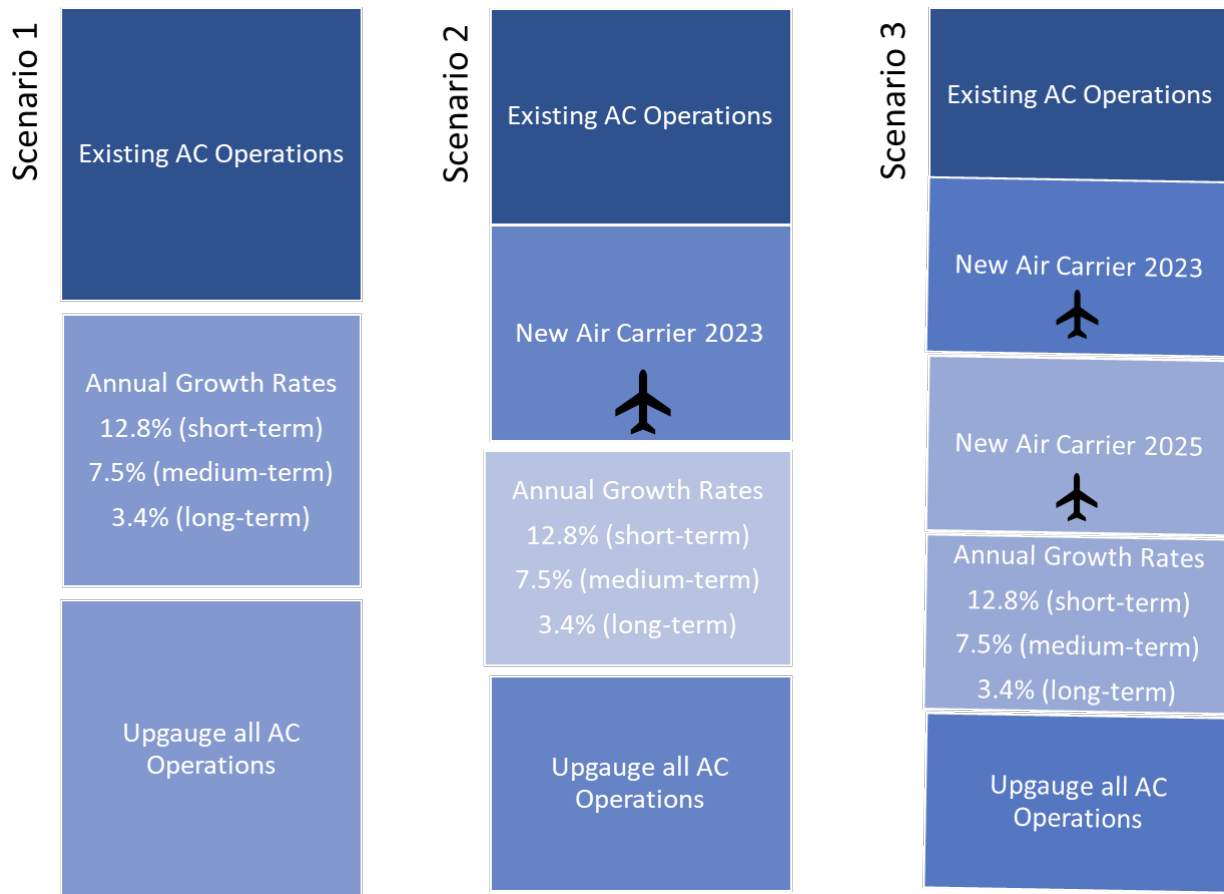 Scenario 1
Existing AC Operations
Annual Growth Rates
12.8% (short-term)
7.5% (medium-term)
3.4% (long-term)
Upgauge all AC
Operations
Scenario 2
Existing AC Operations
New Air Carrier 2023
Annual Growth Rates
12.8% (short-term)
7.5% (medium-term)
3.4% (long-term)
Upgauge all AC
Operations
Scenario 3
Existing AC Operations
New Air Carrier 2023
New Air Carrier 2025
Annual Growth Rates
12.8% (short-term)
7.5% (medium-term)
3.4% (long-term)
Upgauge all AC
Operations